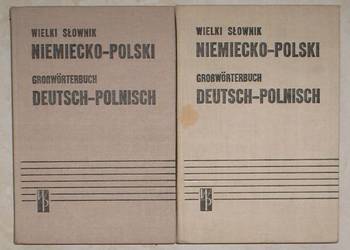 WIELKI SŁOWNIK
NIEMIECKO-POLSKI
GROßWÖRTERBUCH
DEUTSCH-POLNISCH
WIELKI SŁOWNIK
NIEMIECKO-POLSKI
GROßWÖRTERBUCH
DEUTSCH-POLNISCH